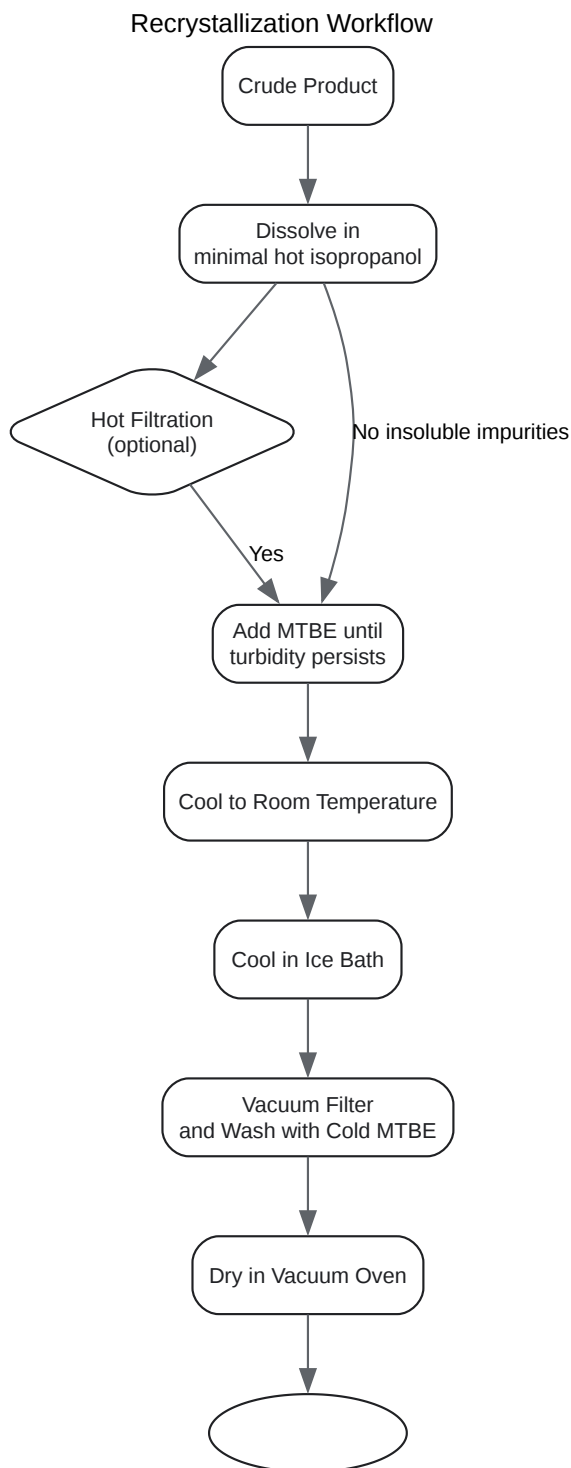 Recrystallization Workflow
Crude Product
Dissolve in
minimal hot isopropanol
Hot Filtration
(optional)
No insoluble impurities
Yes
Add MTBE until
turbidity persists
Cool to Room Temperature
Cool in Ice Bath
Vacuum Filter
and Wash with Cold MTBE
Dry in Vacuum Oven